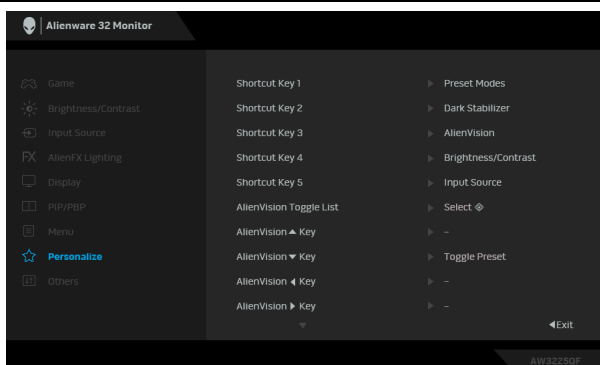 Alienware 32 Monitor
Game
Brightness/Contrast
Input Source
AlienFX Lighting
Display
PIP/PBP
Menu
Personalize
Others
Shortcut Key 1 ▶ Preset Modes
Shortcut Key 2 ▶ Dark Stabilizer
Shortcut Key 3 ▶ AlienVision
Shortcut Key 4 ▶ Brightness/Contrast
Shortcut Key 5 ▶ Input Source
AlienVision Toggle List ▶ Select
AlienVision ▲ Key ▶ –
AlienVision ▼ Key ▶ Toggle Preset
AlienVision ◀ Key ▶ –
AlienVision ▶ Key ▶ –
◀Exit
AW3225QF